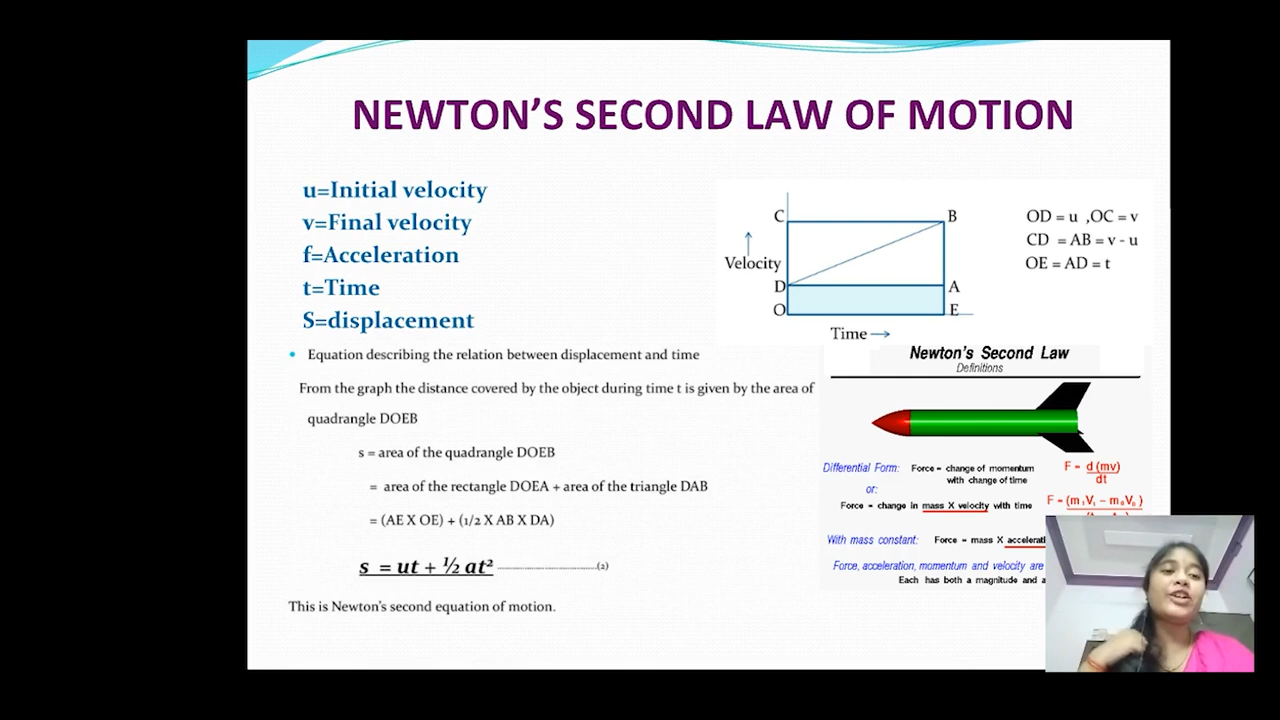 NEWTON'S SECOND LAW OF MOTION
u=Initial velocity
v=Final velocity
f=Acceleration
t=Time
S=displacement
C
B
Velocity
D
A
O
E
Time
OD = u ,OC = v
CD = AB = v - u
OE = AD = t
Equation describing the relation between displacement and time
From the graph the distance covered by the object during time t is given by the area of
quadrangle DOEB
s = area of the quadrangle DOEB
= area of the rectangle DOEA + area of the triangle DAB
= (AE X OE) + (1/2 X AB X DA)
s = ut + ½ at² ...............................(2)
This is Newton's second equation of motion.
Newton's Second Law
Definitions
Differential Form: Force = change of momentum
with change of time
F = d (mv)
dt
or:
Force = change in mass X velocity with time
F = (m₁V₁ – m₀V₀)
With mass constant: Force = mass X
Force, acceleration, momentum and velocity are
Each has both a magnitude and